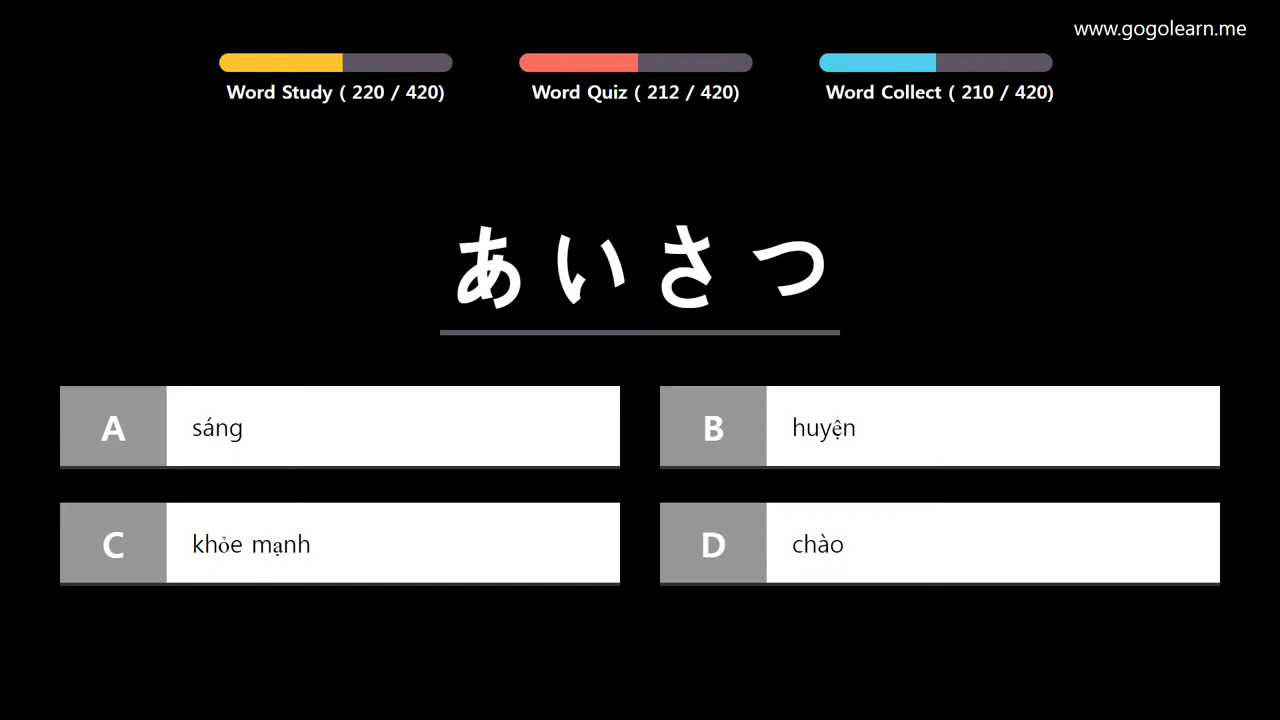 www.gogolearn.me
Word Study ( 220 / 420)
Word Quiz ( 212 / 420)
Word Collect ( 210 / 420)
あいさつ
A sáng
B huyện
C khỏe mạnh
D chào